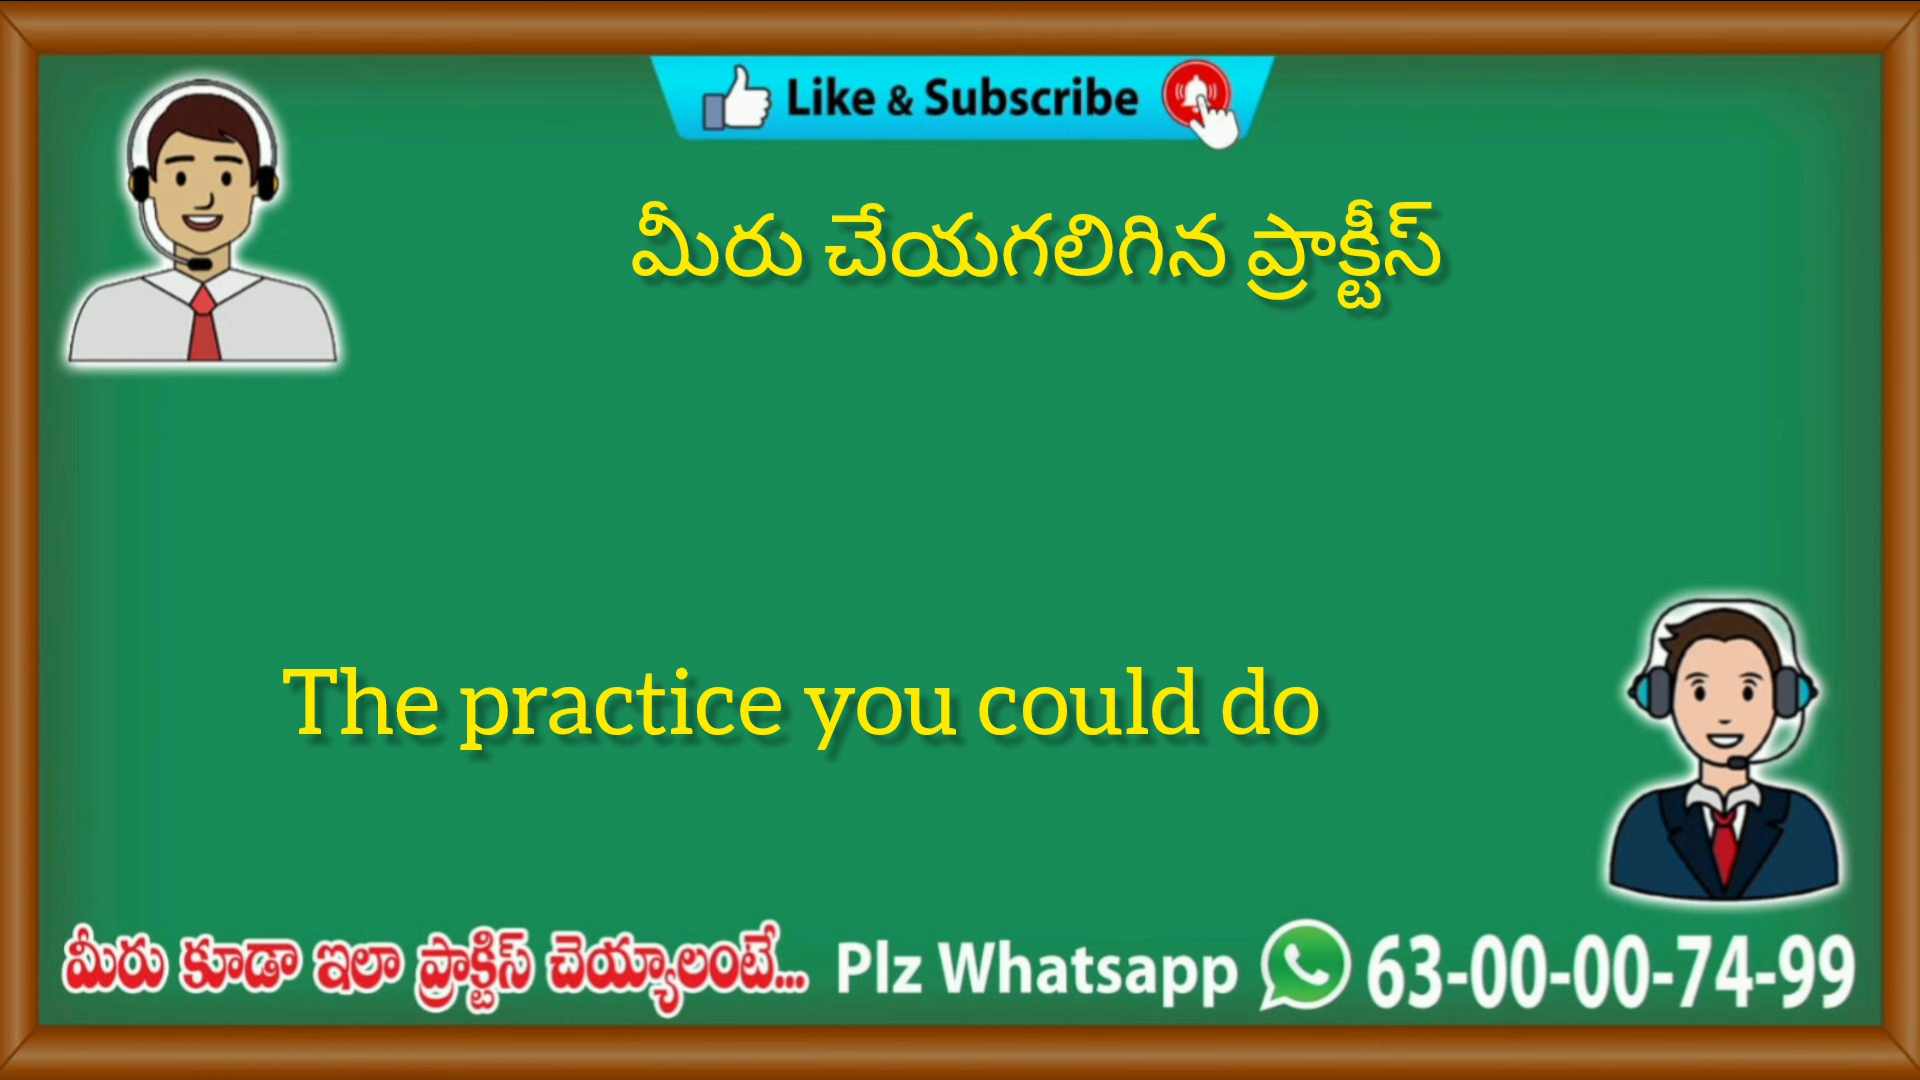 Like & Subscribe
మీరు చేయగలిగిన ప్రాక్టీస్
The practice you could do
మీరు కూడా ఇలా ప్రాక్టిస్ చెయ్యాలంటే... Plz Whatsapp 63-00-00-74-99